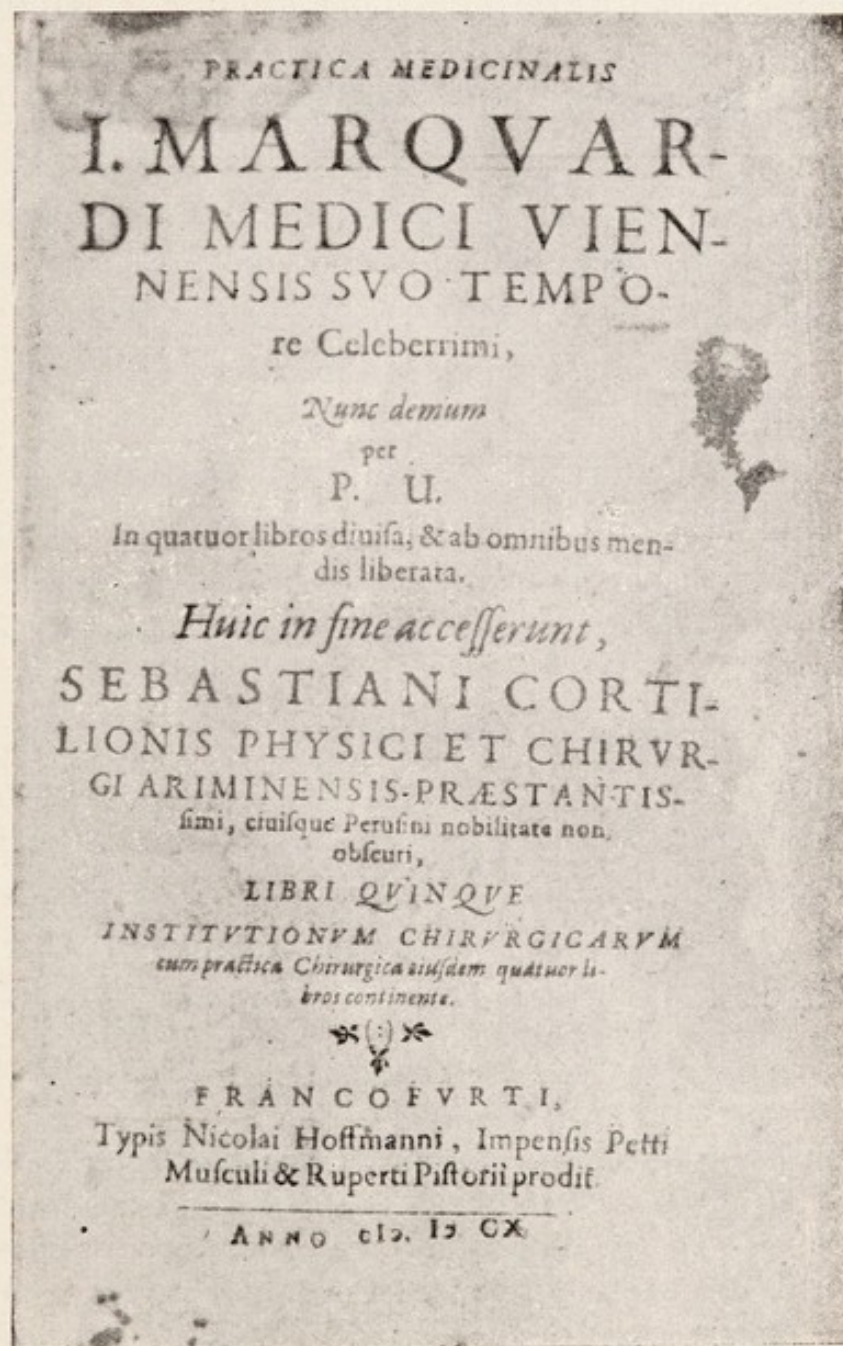 PRACTICA MEDICINALIS
I. MARQVAR-
DI MEDICI VIEN-
NENSIS SVO TEMPO-
re Celeberrimi,
Nunc demum
per
P. U.
In quatuor libros diuiſa, & ab omnibus men-
dis liberata.
Huic in fine acceſſerunt,
SEBASTIANI CORTI-
LIONIS PHYSICI ET CHIRVR-
GI ARIMINENSIS PRÆSTANTIS-
ſimi, ciuiſque Peruſini nobilitate non
obſcuri,
LIBRI QVINQVE
INSTITVTIONVM CHIRVRGICARVM
cum practica Chirurgica eiuſdem quatuor li-
bros continente.
(:)
FRANCOFVRTI,
Typis Nicolai Hoffmanni, Impenſis Petri
Muſculi & Ruperti Piſtorii prodit.
ANNO cIↃ. IↃ CX